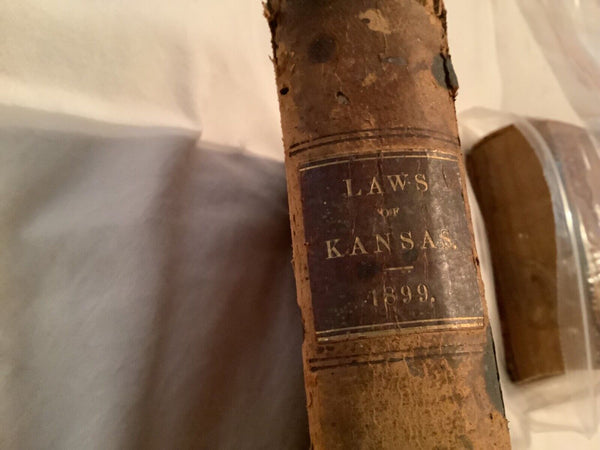 LAWS
OF
KANSAS.
1899.